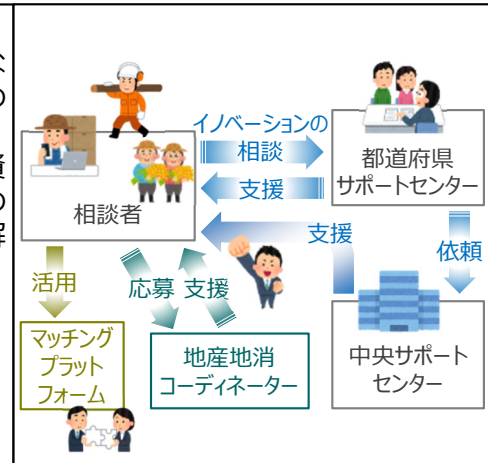 イノベーションの
相談
支援
相談者
都道府県
サポートセンター
支援
依頼
活用
応募
支援
マッチング
プラット
フォーム
地産地消
コーディネーター
中央サポート
センター